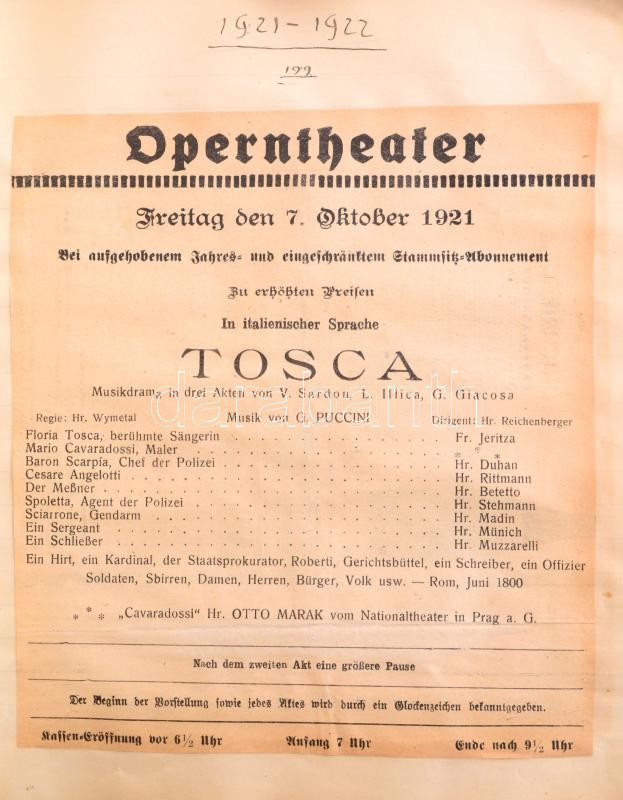 1921 - 1922
199
Operntheater
Freitag den 7. Oktober 1921
Bei aufgehobenem Jahres- und eingeschränktem Stammsitz-Abonnement
Zu erhöhten Preisen
In italienischer Sprache
TOSCA
Musikdrama in drei Akten von V. Sardou, L. Illica, G. Giacosa
darabanth
Regie: Hr. Wymetal Musik von G. PUCCINI Dirigent: Hr. Reichenberger
Floria Tosca, berühmte Sängerin . . . . . . . . . . . . . . . . Fr. Jeritza
Mario Cavaradossi, Maler . . . . . . . . . . . . . . . . * * *
Baron Scarpia, Chef der Polizei . . . . . . . . . . . . . . . . Hr. Duhan
Cesare Angelotti . . . . . . . . . . . . . . . . Hr. Rittmann
Der Meßner . . . . . . . . . . . . . . . . Hr. Betetto
Spoletta, Agent der Polizei . . . . . . . . . . . . . . . . Hr. Stehmann
Sciarrone, Gendarm . . . . . . . . . . . . . . . . Hr. Madin
Ein Sergeant . . . . . . . . . . . . . . . . Hr. Münich
Ein Schließer . . . . . . . . . . . . . . . . Hr. Muzzarelli
Ein Hirt, ein Kardinal, der Staatsprokurator, Roberti, Gerichtsbüttel, ein Schreiber, ein Offizier
Soldaten, Sbirren, Damen, Herren, Bürger, Volk usw. — Rom, Juni 1800
* * * „Cavaradossi" Hr. OTTO MARAK vom Nationaltheater in Prag a. G.
Nach dem zweiten Akt eine größere Pause
Der Beginn der Vorstellung sowie jedes Aktes wird durch ein Glockenzeichen bekanntgegeben.
Kassen-Eröffnung vor 6½ Uhr Anfang 7 Uhr Ende nach 9½ Uhr